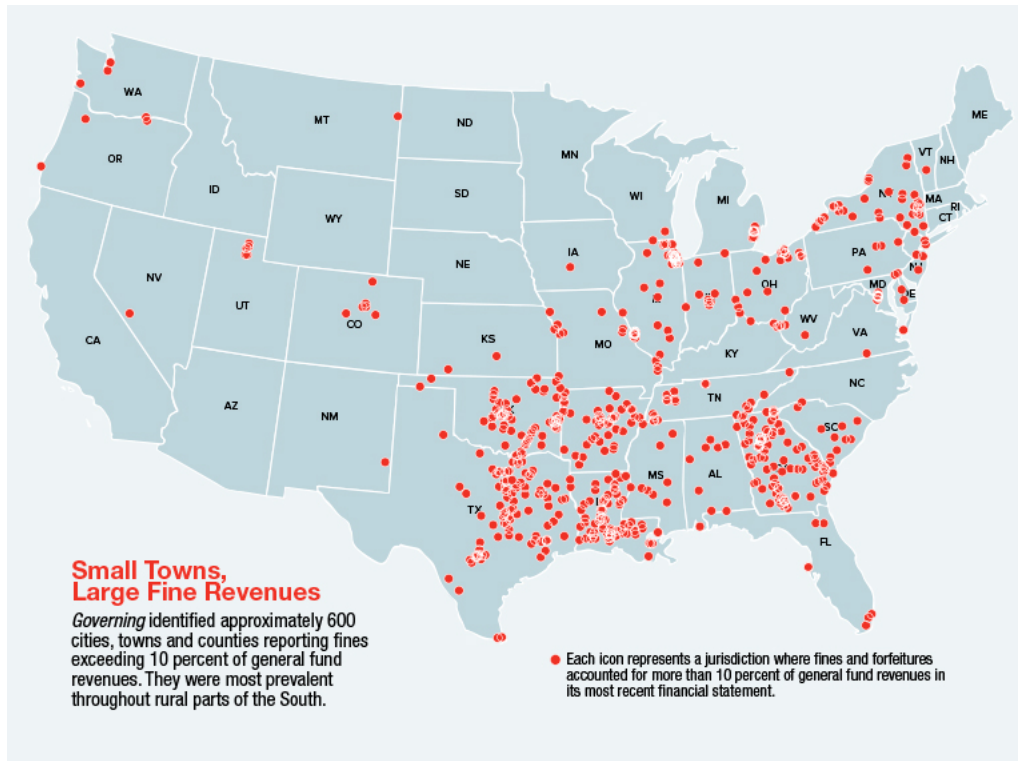 WA
MT
ND
ME
MN
VT
NH
OR
ID
SD
WI
MI
MA
RI
CT
WY
IA
PA
NV
NE
OH
MD
UT
CO
WV
VA
CA
KS
MO
KY
NC
TN
AZ
NM
SC
MS
AL
TX
FL
Small Towns,
Large Fine Revenues
Governing identified approximately 600
cities, towns and counties reporting fines
exceeding 10 percent of general fund
revenues. They were most prevalent
throughout rural parts of the South.
Each icon represents a jurisdiction where fines and forfeitures
accounted for more than 10 percent of general fund revenues in
its most recent financial statement.